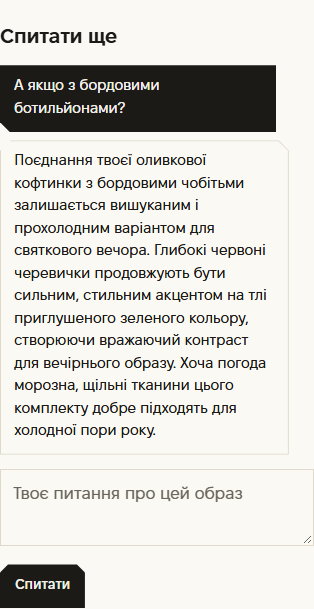 Спитати ще
А якщо з бордовими
ботильйонами?
Поєднання твоєї оливкової
кофтинки з бордовими чобітьми
залишається вишуканим і
прохолодним варіантом для
святкового вечора. Глибокі червоні
черевички продовжують бути
сильним, стильним акцентом на тлі
приглушеного зеленого кольору,
створюючи вражаючий контраст
для вечірнього образу. Хоча погода
морозна, щільні тканини цього
комплекту добре підходять для
холодної пори року.
Твоє питання про цей образ
Спитати